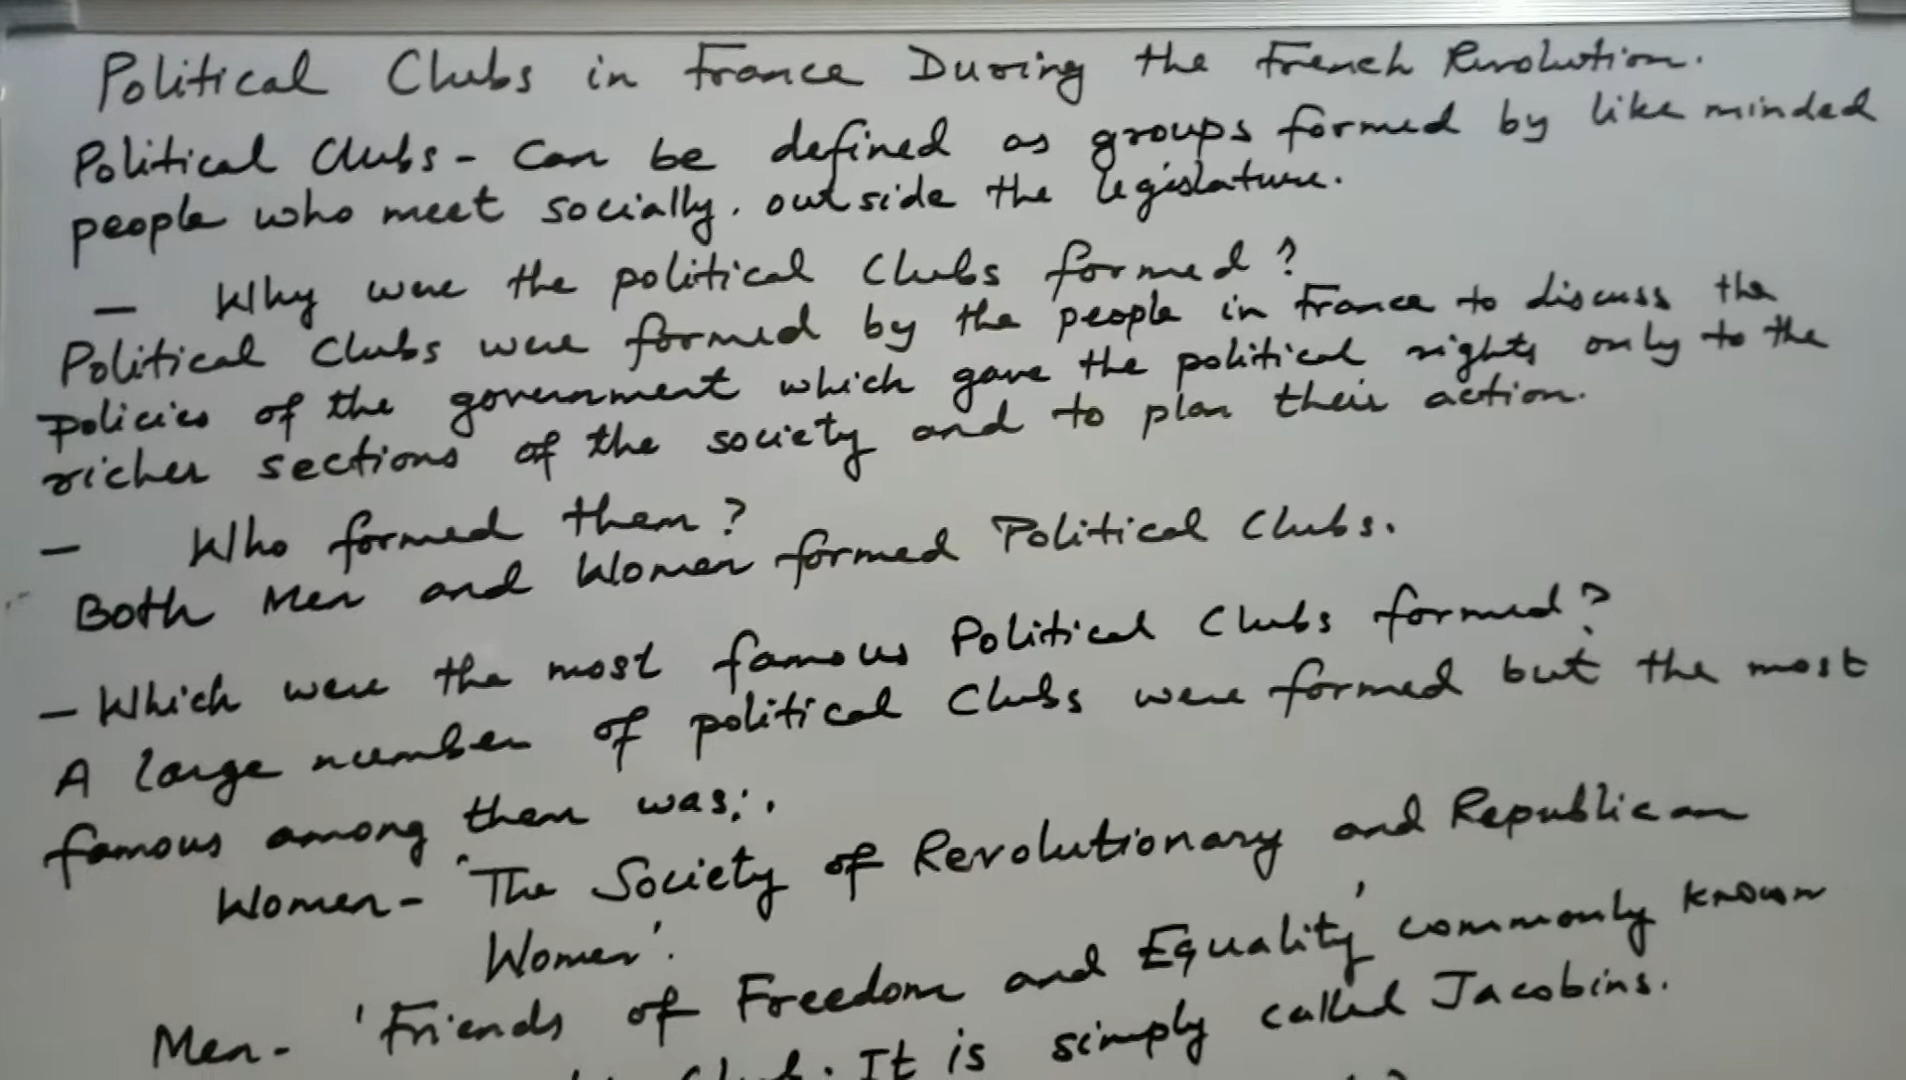 Political Clubs in France During the French Revolution.
Political Clubs - Can be defined as groups formed by like minded
people who meet socially. outside the legislature.
- Why were the political Clubs formed?
Political Clubs were formed by the people in France to discuss the
policies of the government which gave the political rights only to the
richer sections of the society and to plan their action.
- Who formed them?
Both Men and Women formed Political Clubs.
- Which were the most famous Political Clubs formed?
A large number of political Clubs were formed but the most
famous among them was;.
Women - 'The Society of Revolutionary and Republican
Women'.
Men - 'Friends of Freedom and Equality' commonly known
Club. It is simply called Jacobins.